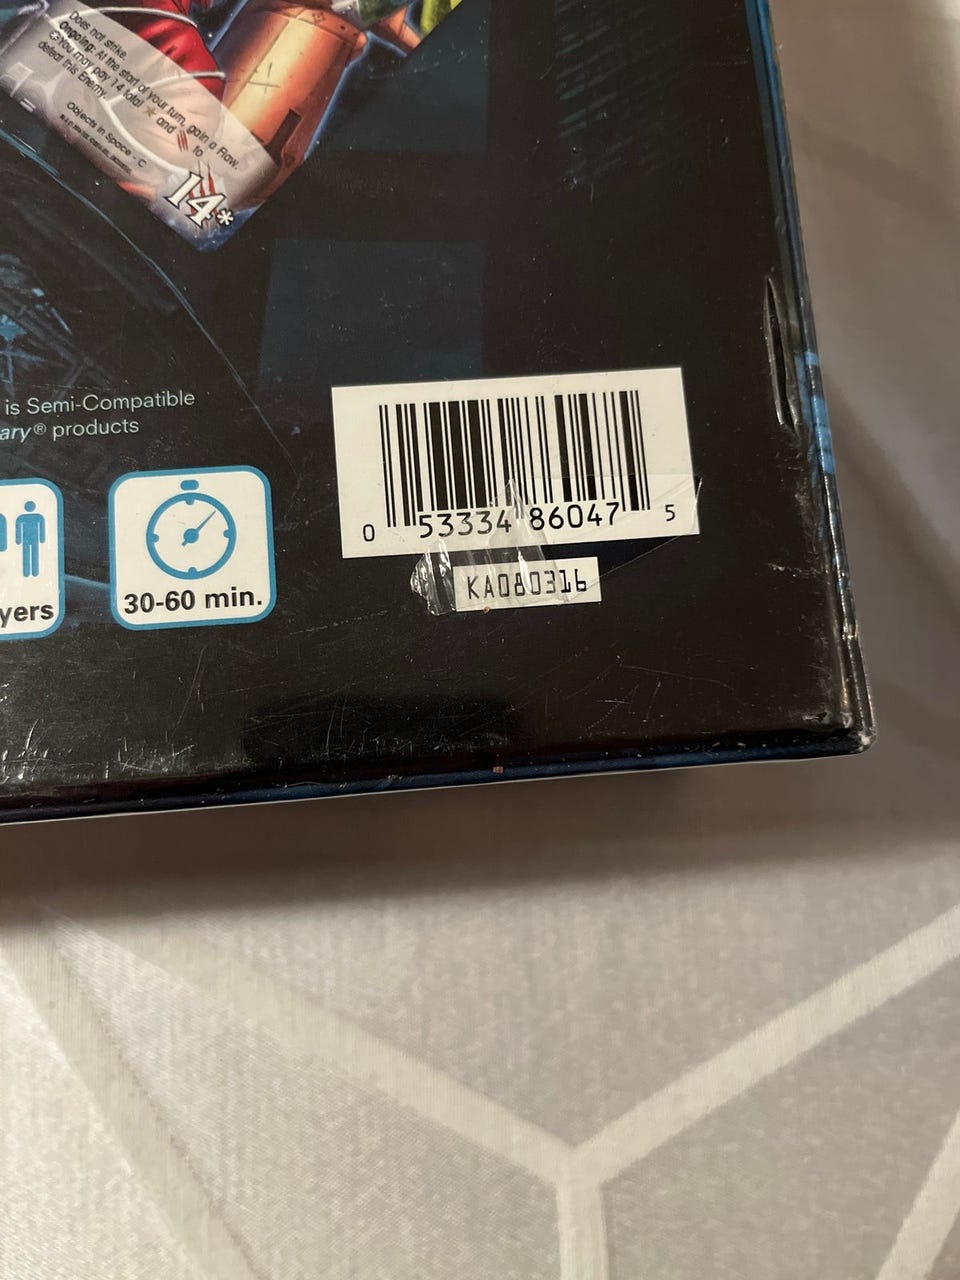 Does not strike.
Ongoing: At the start of your turn, gain a Flaw.
You may pay 14 total and to
defeat this Enemy.
Objects in Space - C
14*
is Semi-Compatible
ary® products
yers
30-60 min.
0 53334 86047 5
KA080316